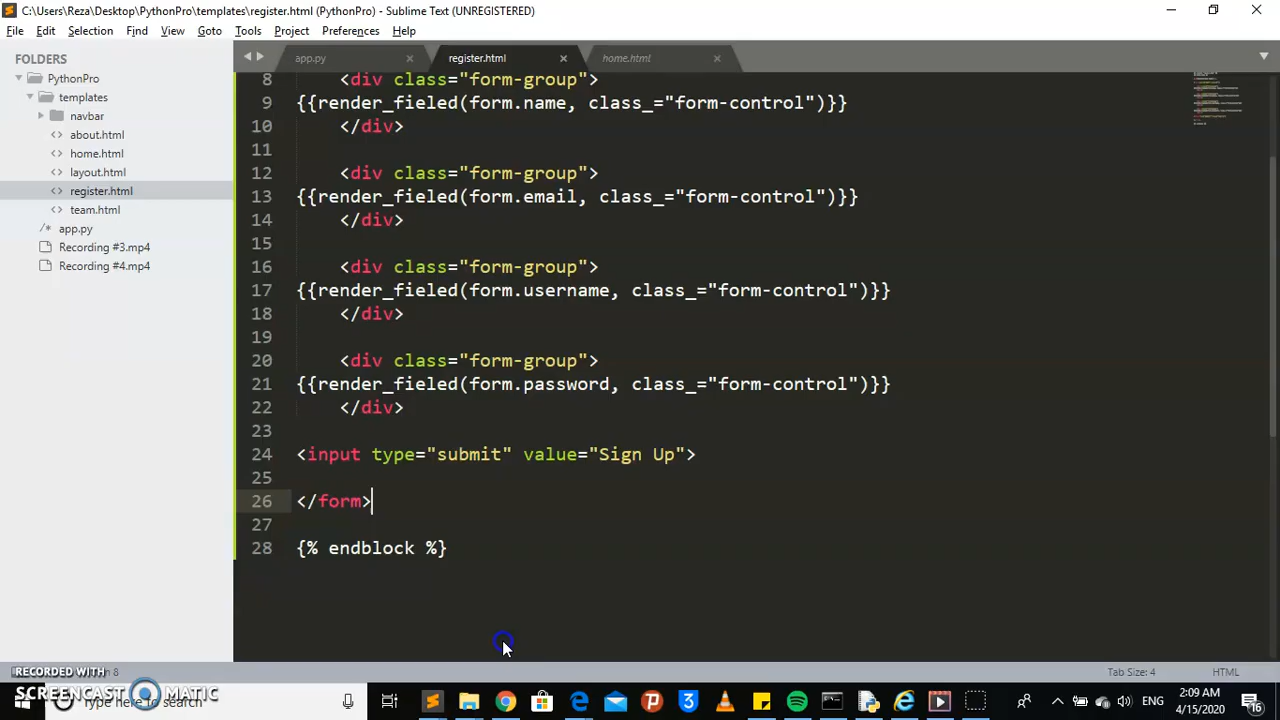 C:\Users\Reza\Desktop\PythonPro\templates\register.html (PythonPro) - Sublime Text (UNREGISTERED)
File Edit Selection Find View Goto Tools Project Preferences Help
FOLDERS
PythonPro
templates
navbar
about.html
home.html
layout.html
register.html
team.html
app.py
Recording #3.mp4
Recording #4.mp4
app.py register.html home.html
8 <div class="form-group">
9 {{render_fieled(form.name, class_="form-control")}}
10 </div>
11
12 <div class="form-group">
13 {{render_fieled(form.email, class_="form-control")}}
14 </div>
15
16 <div class="form-group">
17 {{render_fieled(form.username, class_="form-control")}}
18 </div>
19
20 <div class="form-group">
21 {{render_fieled(form.password, class_="form-control")}}
22 </div>
23
24 <input type="submit" value="Sign Up">
25
26 </form>
27
28 {% endblock %}
8 Tab Size: 4 HTML
RECORDED WITH
SCREENCAST MATIC
Type here to search
ENG
2:09 AM
4/15/2020
16